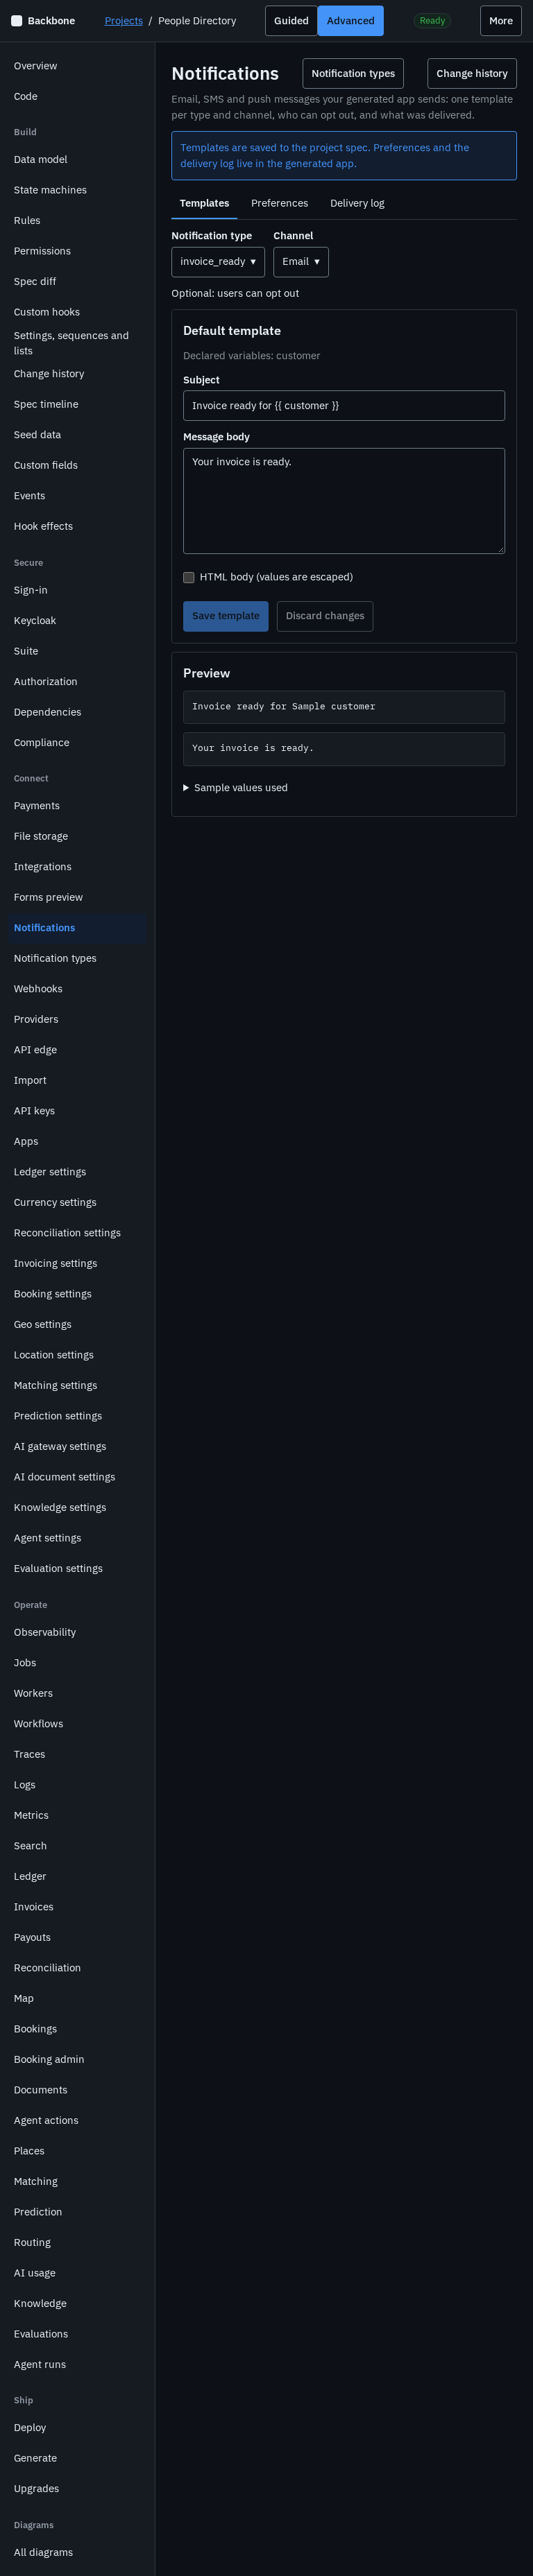 Backbone
Projects / People Directory
Guided
Advanced
Ready
More
Overview
Code
Build
Data model
State machines
Rules
Permissions
Spec diff
Custom hooks
Settings, sequences and
lists
Change history
Spec timeline
Seed data
Custom fields
Events
Hook effects
Secure
Sign-in
Keycloak
Suite
Authorization
Dependencies
Compliance
Connect
Payments
File storage
Integrations
Forms preview
Notifications
Notification types
Webhooks
Providers
API edge
Import
API keys
Apps
Ledger settings
Currency settings
Reconciliation settings
Invoicing settings
Booking settings
Geo settings
Location settings
Matching settings
Prediction settings
AI gateway settings
AI document settings
Knowledge settings
Agent settings
Evaluation settings
Operate
Observability
Jobs
Workers
Workflows
Traces
Logs
Metrics
Search
Ledger
Invoices
Payouts
Reconciliation
Map
Bookings
Booking admin
Documents
Agent actions
Places
Matching
Prediction
Routing
AI usage
Knowledge
Evaluations
Agent runs
Ship
Deploy
Generate
Upgrades
Diagrams
All diagrams
Notifications
Notification types
Change history
Email, SMS and push messages your generated app sends: one template
per type and channel, who can opt out, and what was delivered.
Templates are saved to the project spec. Preferences and the
delivery log live in the generated app.
Templates
Preferences
Delivery log
Notification type
Channel
invoice_ready
Email
Optional: users can opt out
Default template
Declared variables: customer
Subject
Invoice ready for {{ customer }}
Message body
Your invoice is ready.
HTML body (values are escaped)
Save template
Discard changes
Preview
Invoice ready for Sample customer
Your invoice is ready.
Sample values used